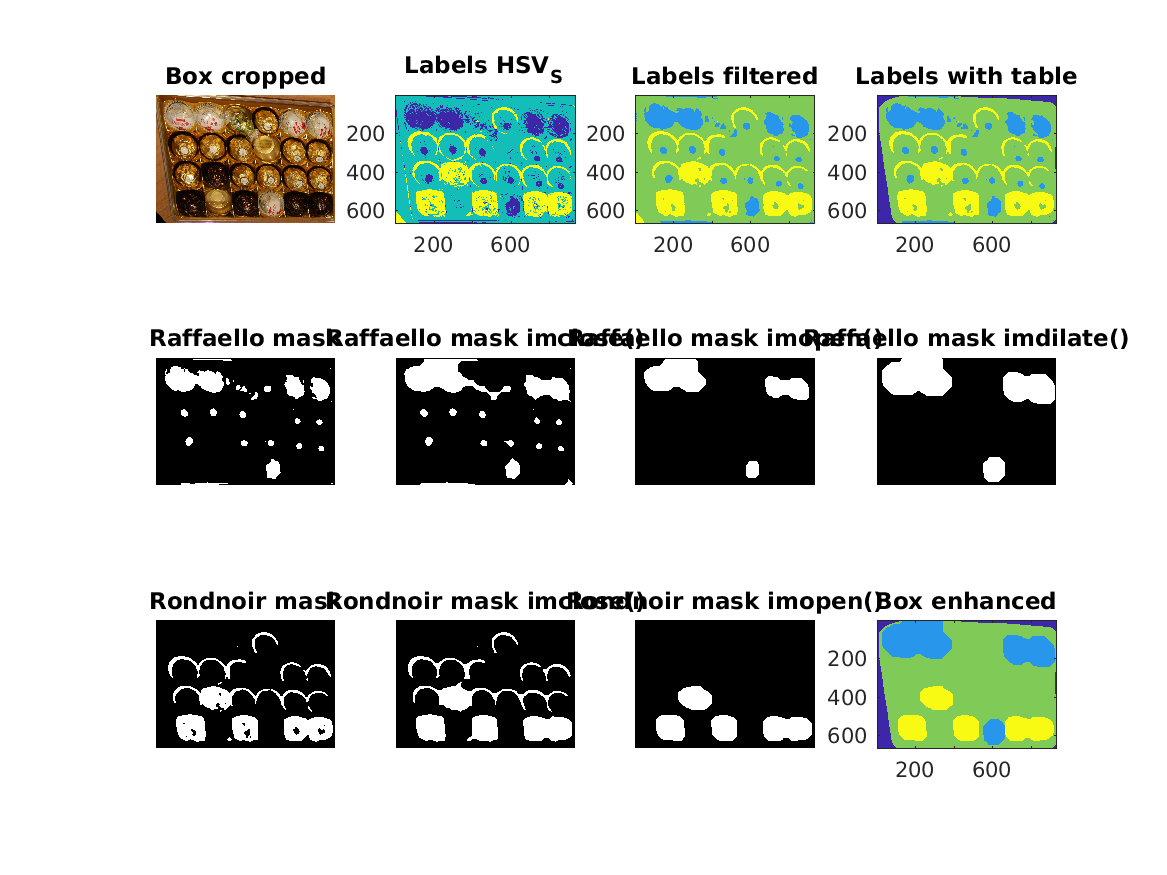 Box cropped
Labels HSV_S
Labels filtered
Labels with table
200
400
600
200 600
200
400
600
200 600
200
400
600
200 600
Raffaello mask
Raffaello mask imclose()
Raffaello mask imopen()
Raffaello mask imdilate()
Rondnoir mask
Rondnoir mask imclose()
Rondnoir mask imopen()
Box enhanced
200
400
600
200 600